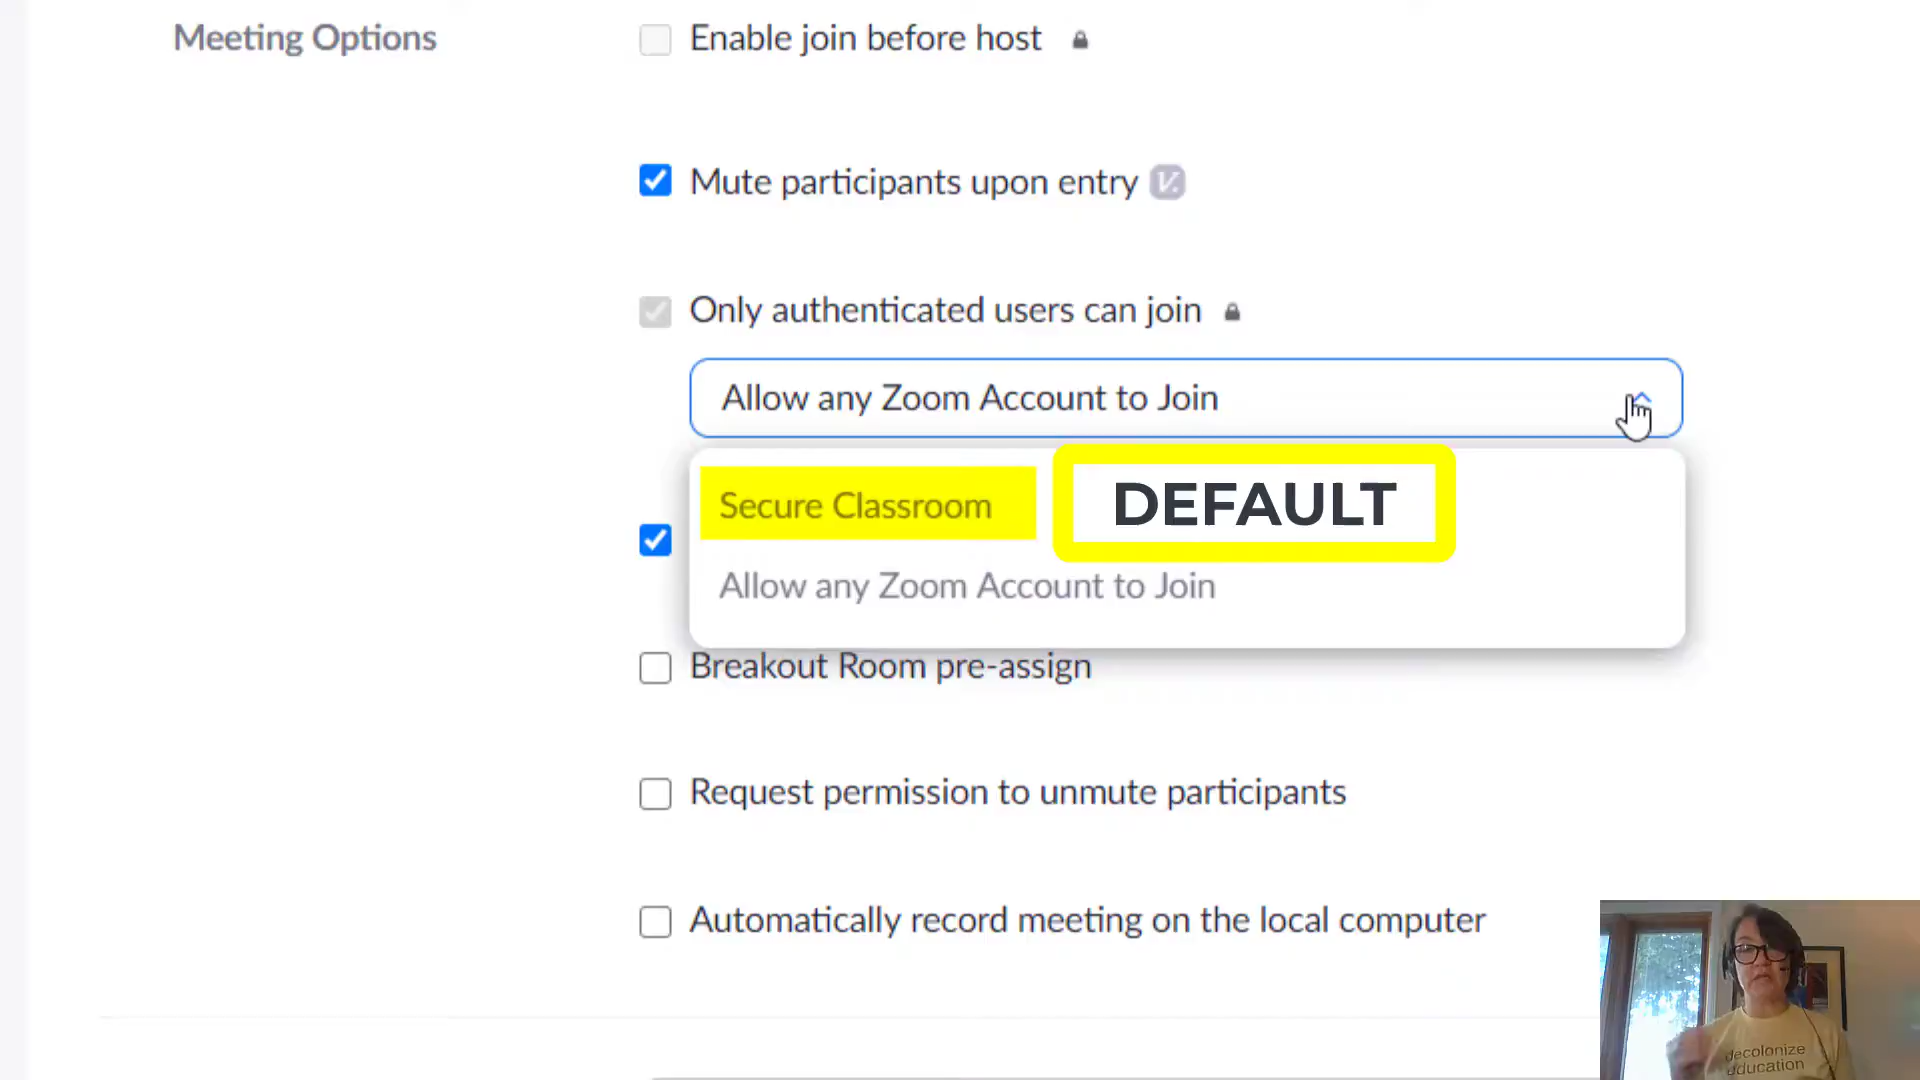 Meeting Options
Enable join before host
Mute participants upon entry
Only authenticated users can join
Allow any Zoom Account to Join
Secure Classroom
DEFAULT
Allow any Zoom Account to Join
Breakout Room pre-assign
Request permission to unmute participants
Automatically record meeting on the local computer
decolonize
education